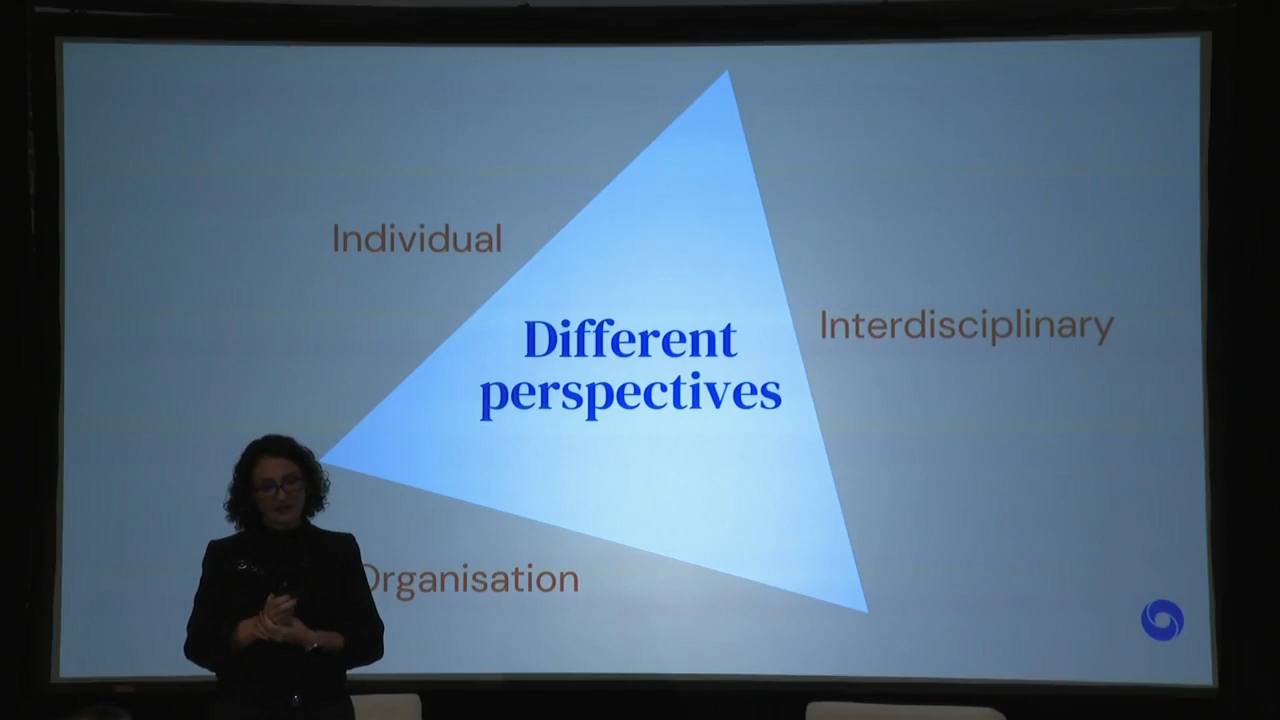 Individual
Interdisciplinary
Different
perspectives
Organisation